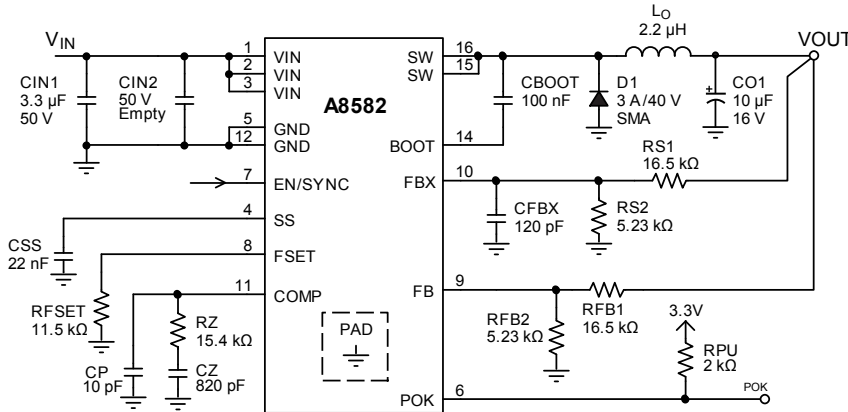 V_IN
CIN1
3.3 µF
50 V
CIN2
50 V
Empty
1
2
3
5
12
7
4
8
11
VIN
VIN
VIN
GND
GND
EN/SYNC
SS
FSET
COMP
A8582
PAD
SW
SW
BOOT
FBX
FB
POK
16
15
14
10
9
6
CSS
22 nF
RFSET
11.5 kΩ
CP
10 pF
RZ
15.4 kΩ
CZ
820 pF
CBOOT
100 nF
D1
3 A/40 V
SMA
L_O
2.2 µH
CO1
10 µF
16 V
VOUT
RS1
16.5 kΩ
CFBX
120 pF
RS2
5.23 kΩ
RFB2
5.23 kΩ
RFB1
16.5 kΩ
3.3V
RPU
2 kΩ
POK